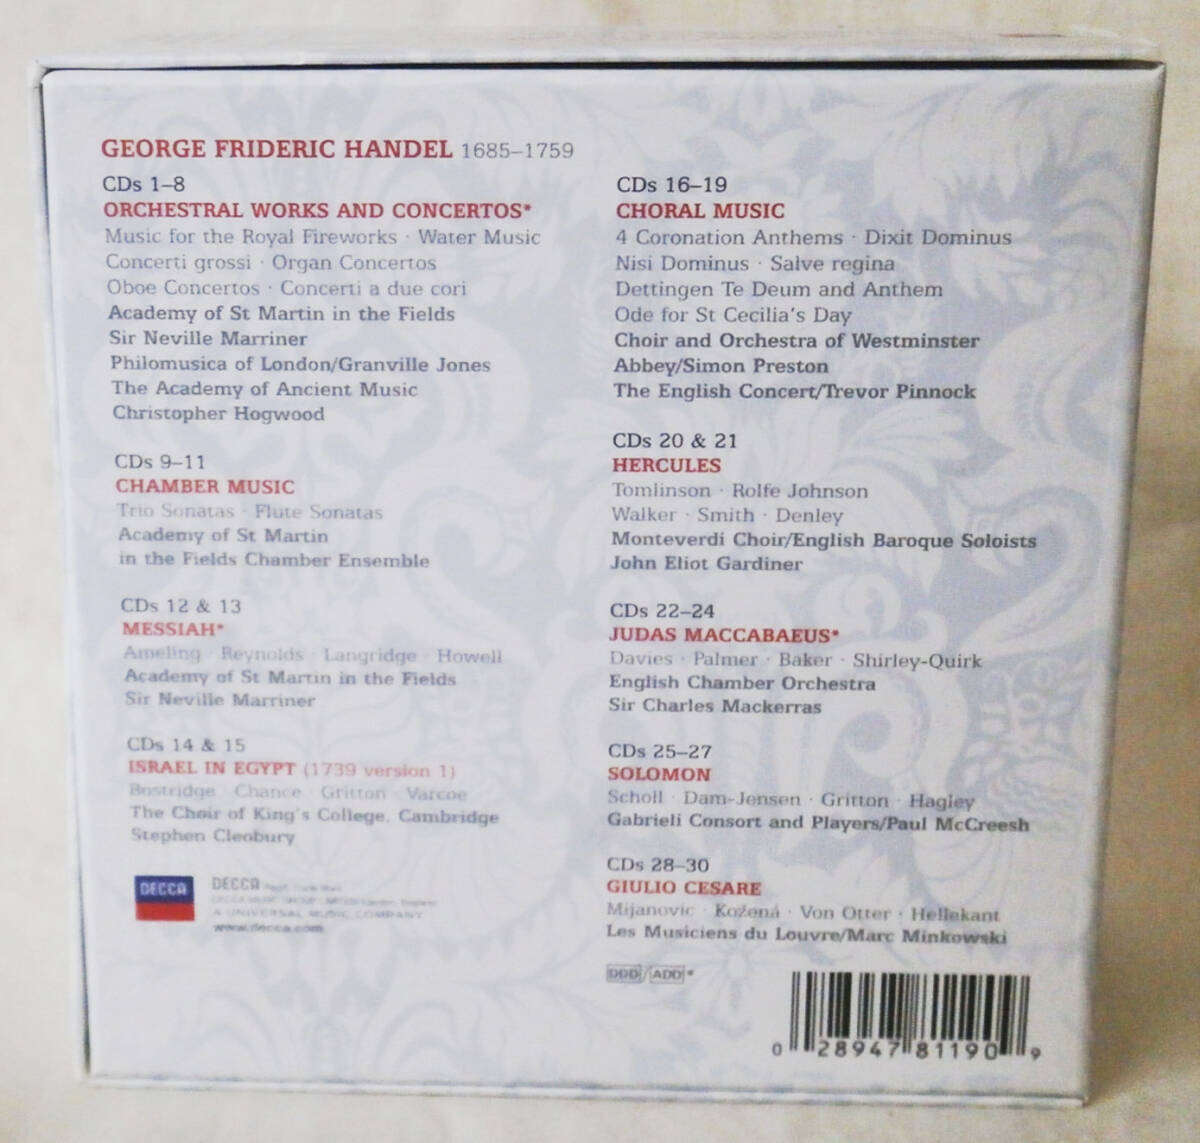 GEORGE FRIDERIC HANDEL 1685–1759
CDs 1–8
ORCHESTRAL WORKS AND CONCERTOS*
Music for the Royal Fireworks · Water Music
Concerti grossi · Organ Concertos
Oboe Concertos · Concerti a due cori
Academy of St Martin in the Fields
Sir Neville Marriner
Philomusica of London/Granville Jones
The Academy of Ancient Music
Christopher Hogwood
CDs 9–11
CHAMBER MUSIC
Trio Sonatas · Flute Sonatas
Academy of St Martin
in the Fields Chamber Ensemble
CDs 12 & 13
MESSIAH*
Ameling · Reynolds · Langridge · Howell
Academy of St Martin in the Fields
Sir Neville Marriner
CDs 14 & 15
ISRAEL IN EGYPT (1739 version 1)
Bostridge · Chance · Gritton · Varcoe
The Choir of King's College, Cambridge
Stephen Cleobury
DECCA
DECCA
A UNIVERSAL MUSIC COMPANY
www.decca.com
CDs 16–19
CHORAL MUSIC
4 Coronation Anthems · Dixit Dominus
Nisi Dominus · Salve regina
Dettingen Te Deum and Anthem
Ode for St Cecilia's Day
Choir and Orchestra of Westminster
Abbey/Simon Preston
The English Concert/Trevor Pinnock
CDs 20 & 21
HERCULES
Tomlinson · Rolfe Johnson
Walker · Smith · Denley
Monteverdi Choir/English Baroque Soloists
John Eliot Gardiner
CDs 22–24
JUDAS MACCABAEUS*
Davies · Palmer · Baker · Shirley-Quirk
English Chamber Orchestra
Sir Charles Mackerras
CDs 25–27
SOLOMON
Scholl · Dam-Jensen · Gritton · Hagley
Gabrieli Consort and Players/Paul McCreesh
CDs 28–30
GIULIO CESARE
Mijanovic · Kožená · Von Otter · Hellekant
Les Musiciens du Louvre/Marc Minkowski
DDD/ADD*
0 28947 81190 9